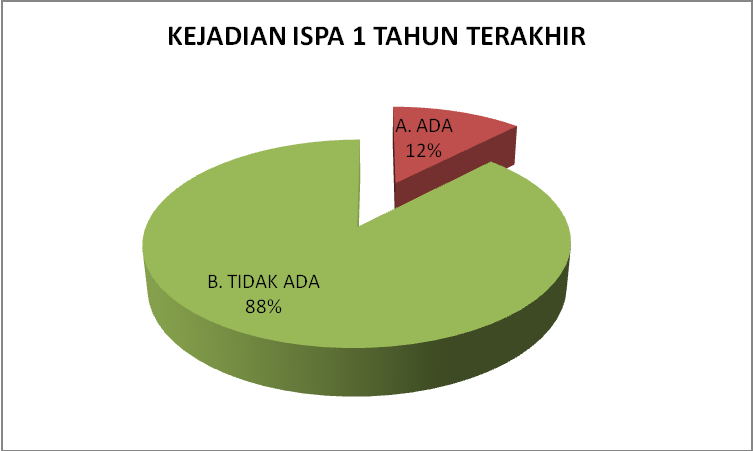 KEJADIAN ISPA 1 TAHUN TERAKHIR
A. ADA
12%
B. TIDAK ADA
88%